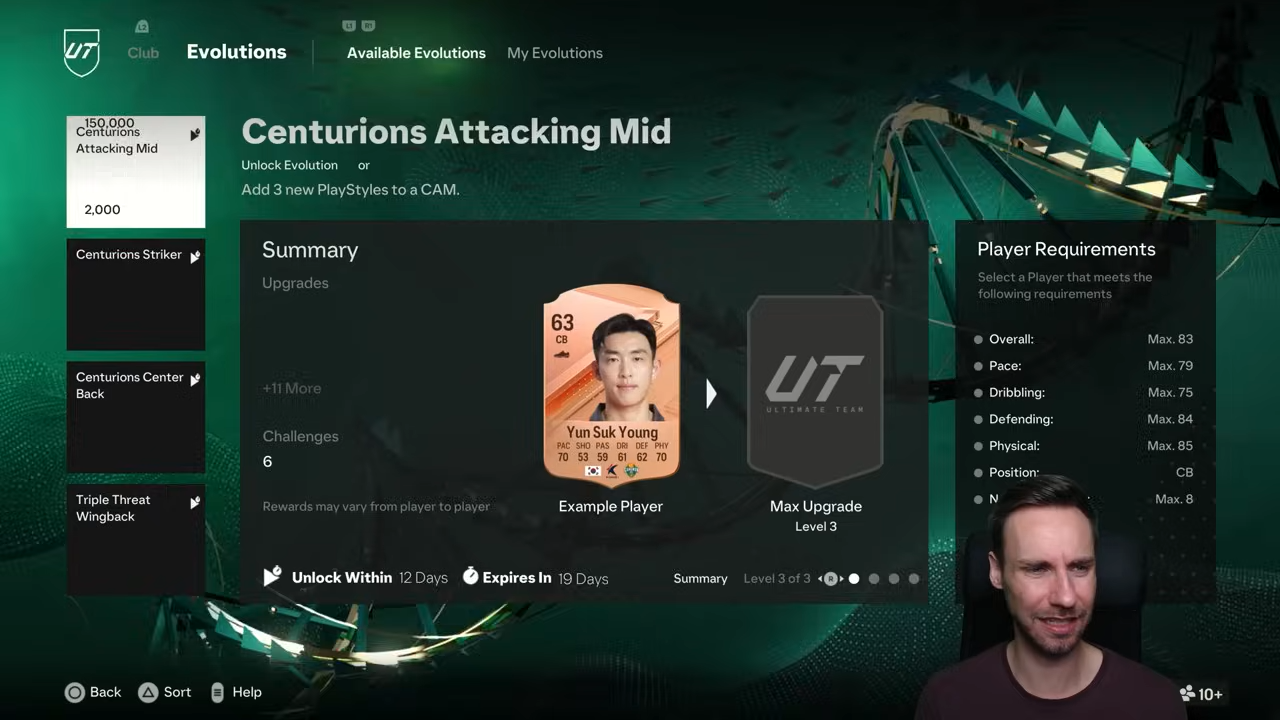 L2
L1 R1
UT
Club
Evolutions
Available Evolutions
My Evolutions
150,000
Centurions
Attacking Mid
2,000
Centurions Striker
Centurions Center
Back
Triple Threat
Wingback
Centurions Attacking Mid
Unlock Evolution or
Add 3 new PlayStyles to a CAM.
Summary
Upgrades
+11 More
Challenges
6
Rewards may vary from player to player
63
CB
Yun Suk Young
PAC SHO PAS DRI DEF PHY
70 53 59 61 62 70
Example Player
UT
ULTIMATE TEAM
Max Upgrade
Level 3
Unlock Within 12 Days
Expires In 19 Days
Summary
Level 3 of 3
R
Player Requirements
Select a Player that meets the
following requirements
Overall: Max. 83
Pace: Max. 79
Dribbling: Max. 75
Defending: Max. 84
Physical: Max. 85
Position: CB
Max. 8
Back
Sort
Help
10+